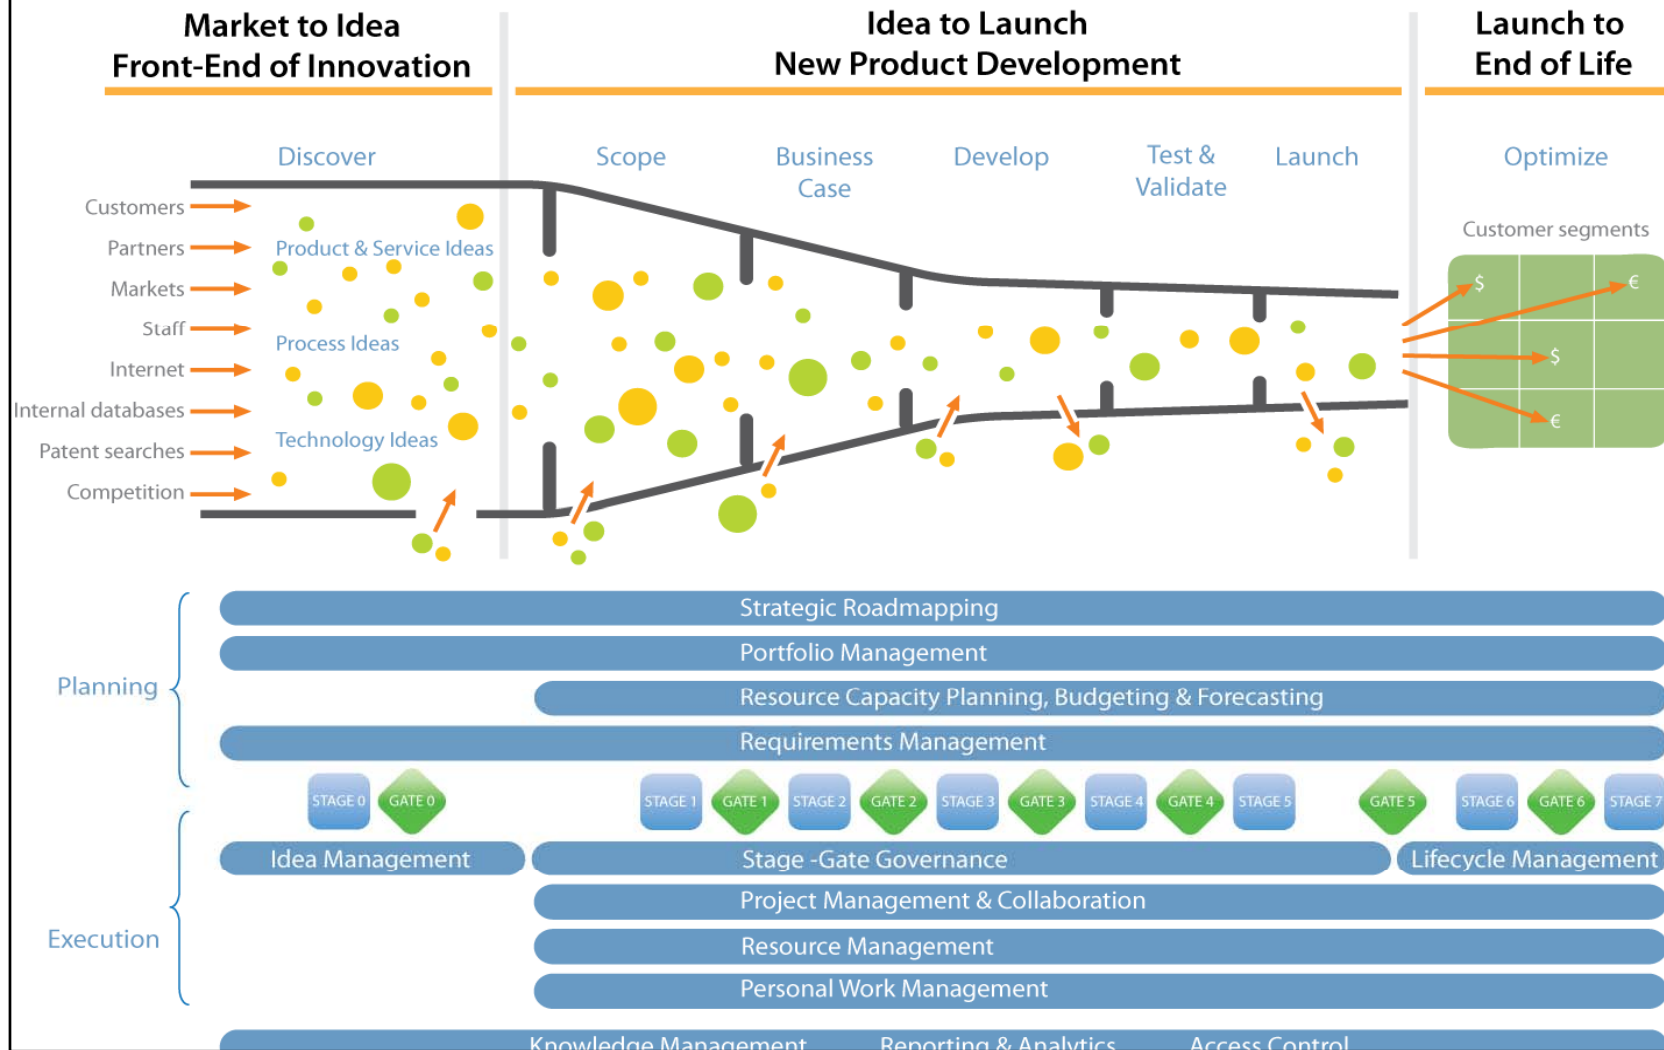 Market to Idea
Front-End of Innovation
Idea to Launch
New Product Development
Launch to
End of Life
Discover
Scope
Business
Case
Develop
Test &
Validate
Launch
Optimize
Customers
Partners
Markets
Staff
Internet
Internal databases
Patent searches
Competition
Product & Service Ideas
Process Ideas
Technology Ideas
Customer segments
$
€
$
€
Planning
Strategic Roadmapping
Portfolio Management
Resource Capacity Planning, Budgeting & Forecasting
Requirements Management
STAGE 0
GATE 0
STAGE 1
GATE 1
STAGE 2
GATE 2
STAGE 3
GATE 3
STAGE 4
GATE 4
STAGE 5
GATE 5
STAGE 6
GATE 6
STAGE 7
Execution
Idea Management
Stage -Gate Governance
Lifecycle Management
Project Management & Collaboration
Resource Management
Personal Work Management
Knowledge Management
Reporting & Analytics
Access Control